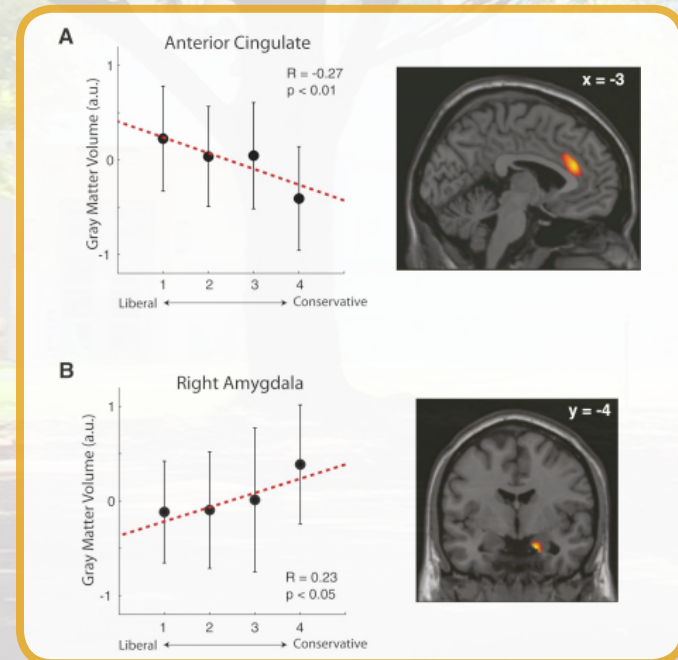 A
Anterior Cingulate
R = -0.27
p < 0.01
1
0
-1
Gray Matter Volume (a.u.)
1 2 3 4
Liberal Conservative
x = -3
B
Right Amygdala
1
0
-1
Gray Matter Volume (a.u.)
R = 0.23
p < 0.05
1 2 3 4
Liberal Conservative
y = -4